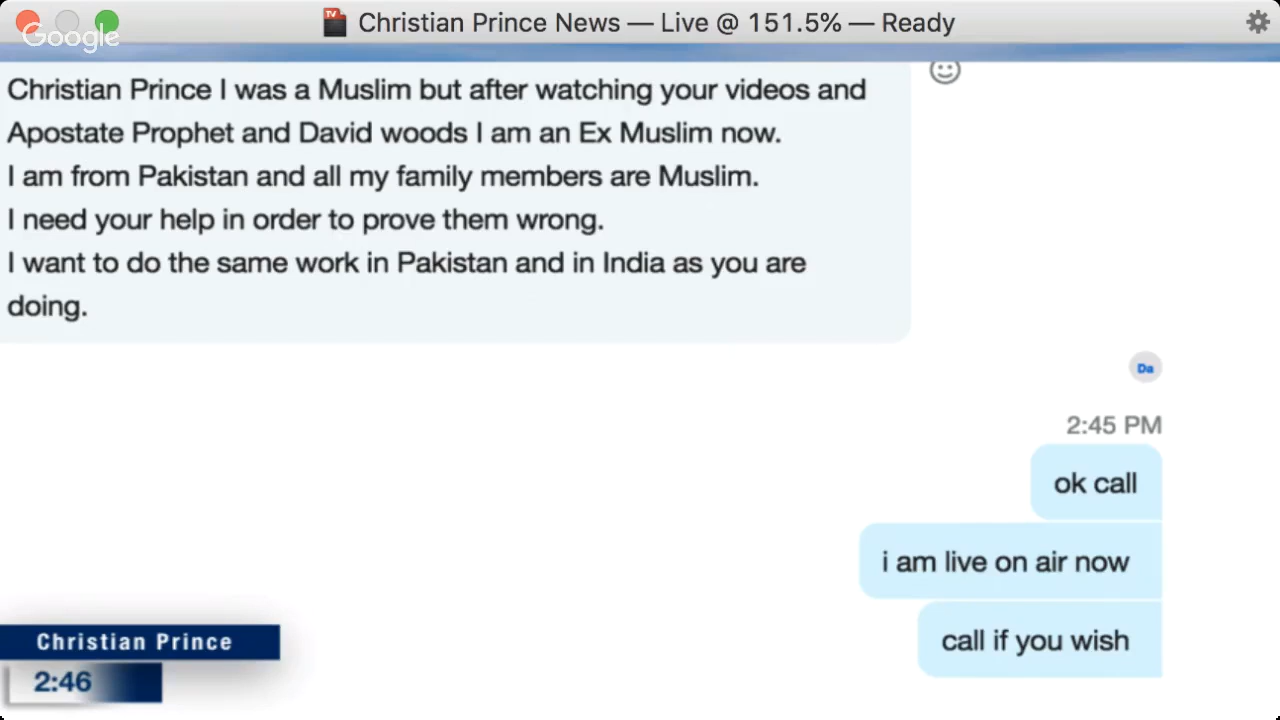 Christian Prince News — Live @ 151.5% — Ready
Google
Christian Prince I was a Muslim but after watching your videos and
Apostate Prophet and David woods I am an Ex Muslim now.
I am from Pakistan and all my family members are Muslim.
I need your help in order to prove them wrong.
I want to do the same work in Pakistan and in India as you are
doing.
Da
2:45 PM
ok call
i am live on air now
call if you wish
Christian Prince
2:46